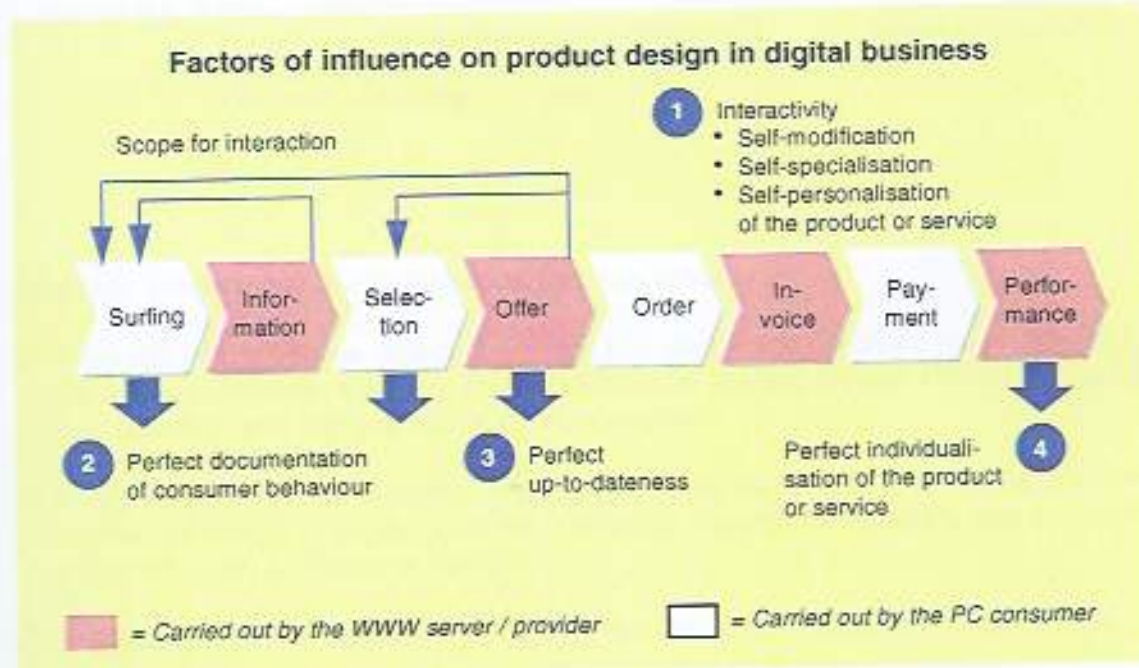 Factors of influence on product design in digital business
1 Interactivity
• Self-modification
• Self-specialisation
• Self-personalisation
of the product or service
Scope for interaction
Surfing
Infor-
mation
Selec-
tion
Offer
Order
In-
voice
Pay-
ment
Perfor-
mance
2 Perfect documentation
of consumer behaviour
3 Perfect
up-to-dateness
4 Perfect individuali-
sation of the product
or service
= Carried out by the WWW server / provider
= Carried out by the PC consumer